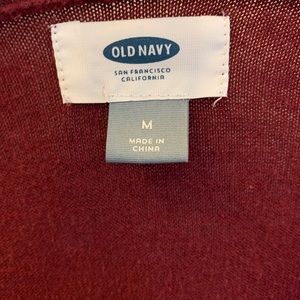 OLD NAVY
SAN FRANCISCO
CALIFORNIA
M
MADE IN
CHINA